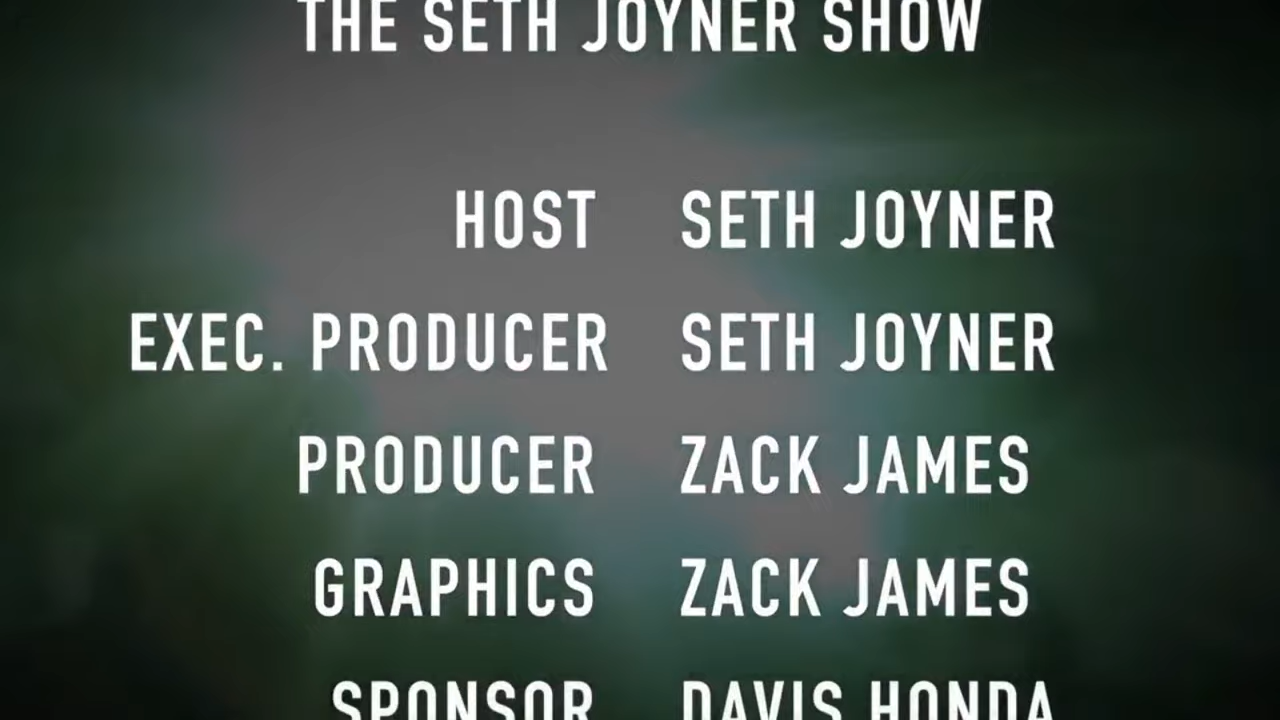 THE SETH JOYNER SHOW
HOST SETH JOYNER
EXEC. PRODUCER SETH JOYNER
PRODUCER ZACK JAMES
GRAPHICS ZACK JAMES
SPONSOR DAVIS HONDA